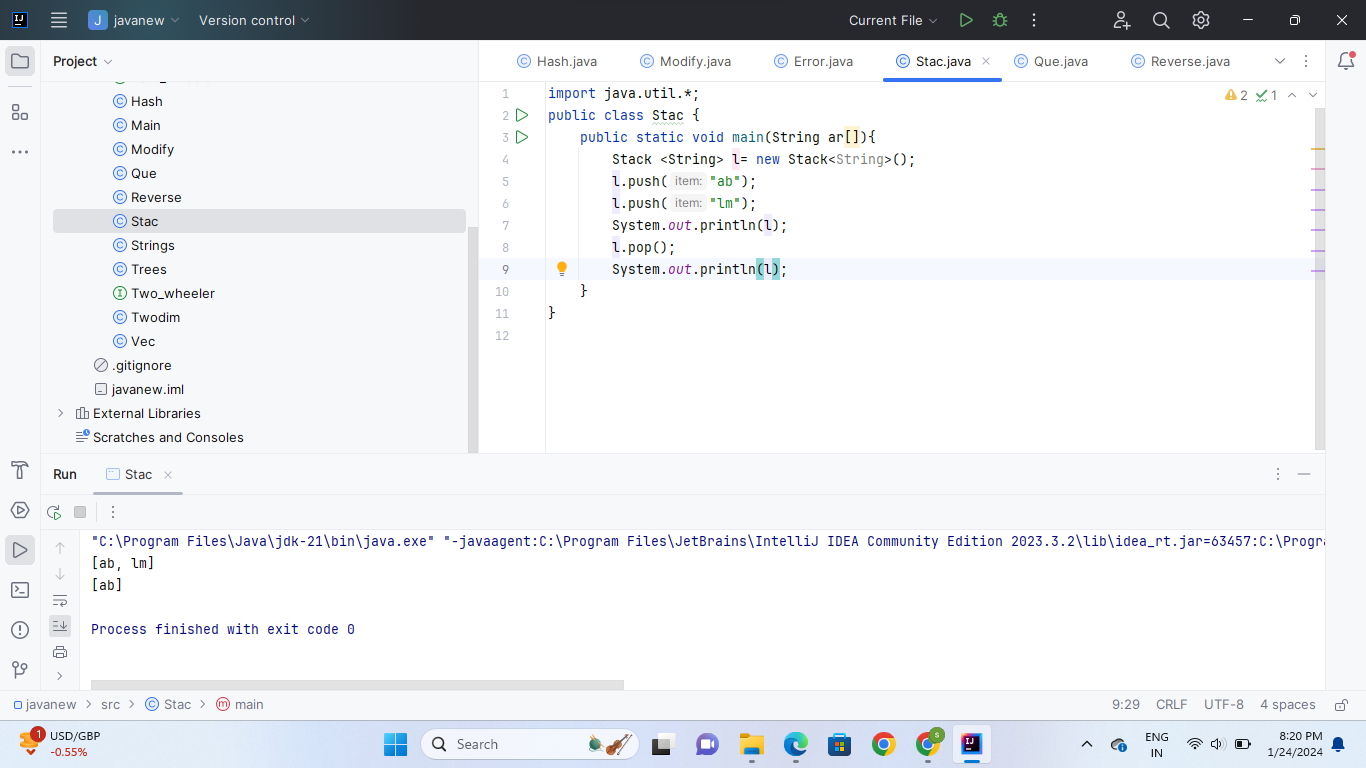 J javanew Version control Current File
Project
Hash.java Modify.java Error.java Stac.java Que.java Reverse.java
Hash
Main
Modify
Que
Reverse
Stac
Strings
Trees
Two_wheeler
Twodim
Vec
.gitignore
javanew.iml
External Libraries
Scratches and Consoles
2 1
1 import java.util.*;
2 public class Stac {
3 public static void main(String ar[]){
4 Stack <String> l= new Stack<String>();
5 l.push( item: "ab");
6 l.push( item: "lm");
7 System.out.println(l);
8 l.pop();
9 System.out.println(l);
10 }
11 }
12
Run Stac
"C:\Program Files\Java\jdk-21\bin\java.exe" "-javaagent:C:\Program Files\JetBrains\IntelliJ IDEA Community Edition 2023.3.2\lib\idea_rt.jar=63457:C:\Progra
[ab, lm]
[ab]
Process finished with exit code 0
javanew > src > Stac > main 9:29 CRLF UTF-8 4 spaces
1 USD/GBP
-0.55%
Search
ENG
IN
8:20 PM
1/24/2024